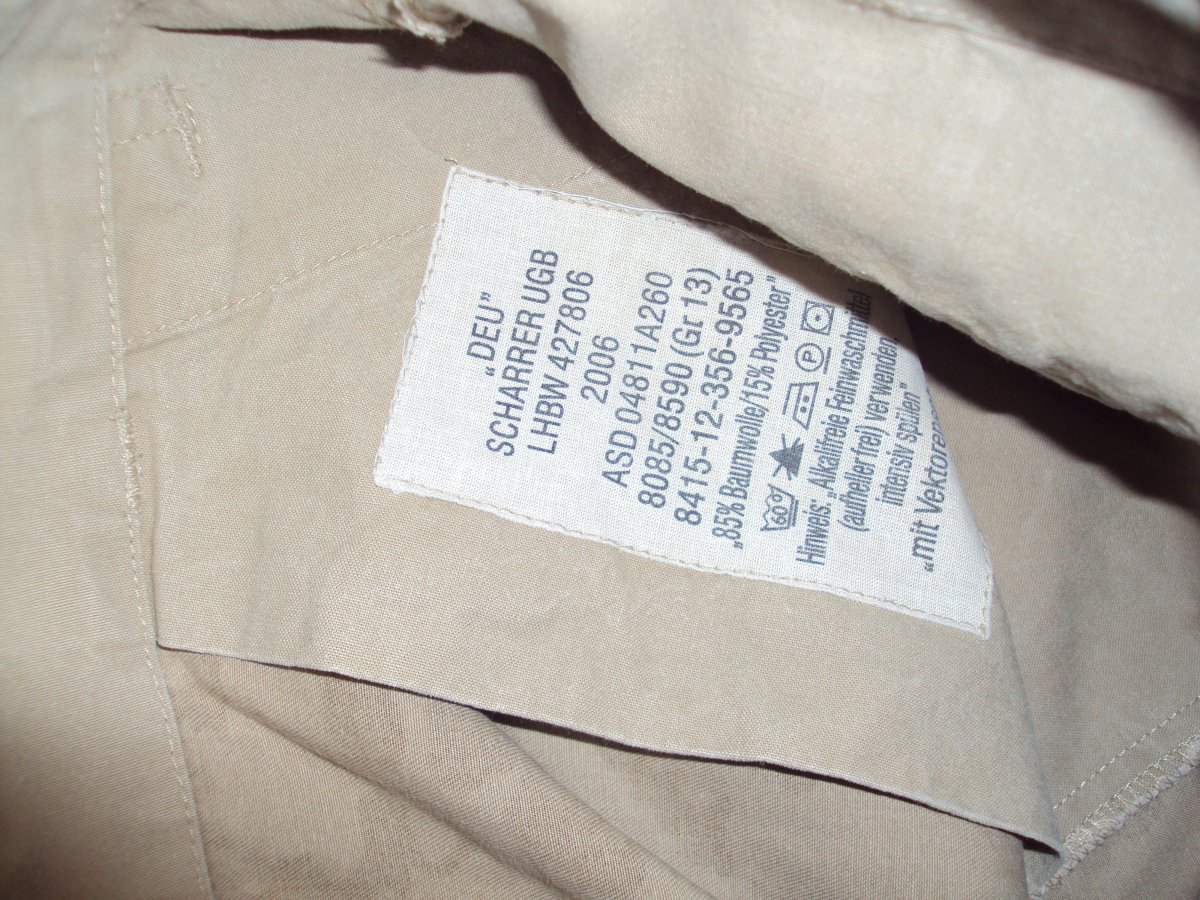 “DEU”
SCHARRER UGB
LHBW 427806
2006
ASD 04811A260
8085/8590 (Gr 13)
8415-12-356-9565
„85% Baumwolle/15% Polyester”
60 P
Hinweis: „Alkalifreie Feinwaschmittel
(aufheller frei) verwenden,
intensiv spülen”
„mit